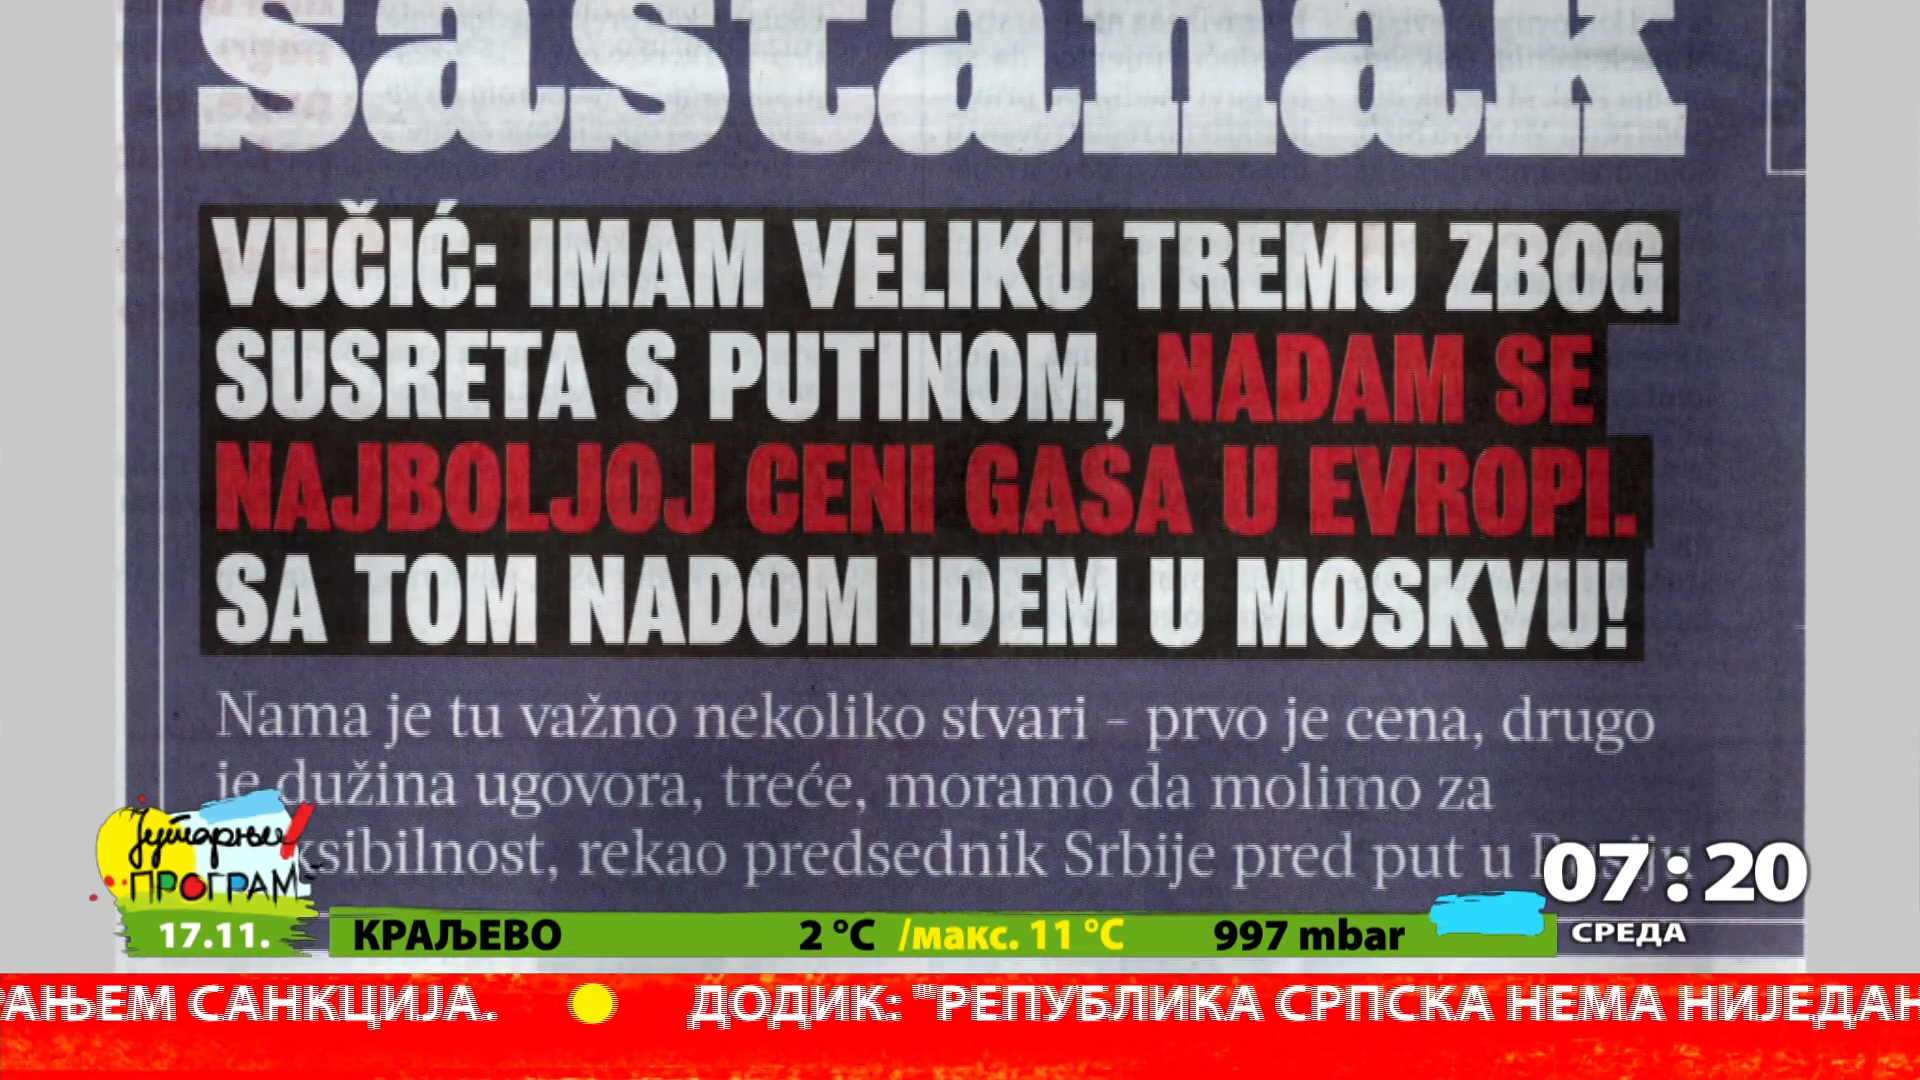 sastanak
VUČIĆ: IMAM VELIKU TREMU ZBOG
SUSRETA S PUTINOM, NADAM SE
NAJBOLJOJ CENI GASA U EVROPI.
SA TOM NADOM IDEM U MOSKVU!
Nama je tu važno nekoliko stvari – prvo je cena, drugo
je dužina ugovora, treće, moramo da molimo za
ksibilnost, rekao predsednik Srbije pred put u Rusiju
Јутарњи
ПРОГРАМ
07:20
17.11.
КРАЉЕВО 2 °C /макс. 11 °C 997 mbar
СРЕДА
РАЊЕМ САНКЦИЈА. ДОДИК: "РЕПУБЛИКА СРПСКА НЕМА НИЈЕДАН